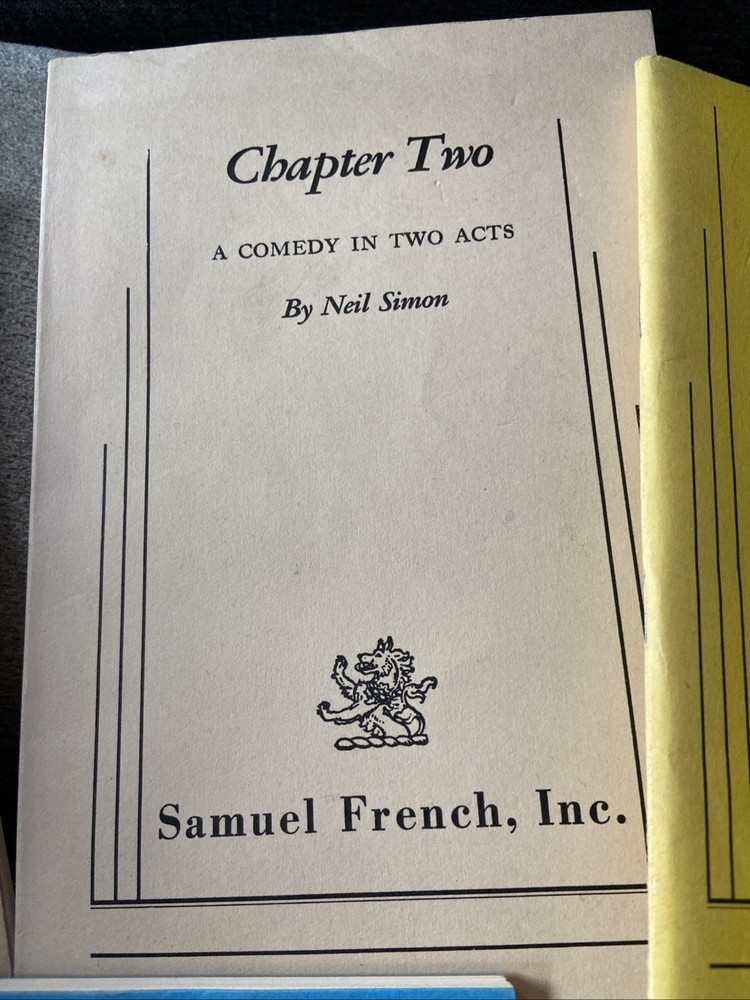 Chapter Two
A COMEDY IN TWO ACTS
By Neil Simon
Samuel French, Inc.